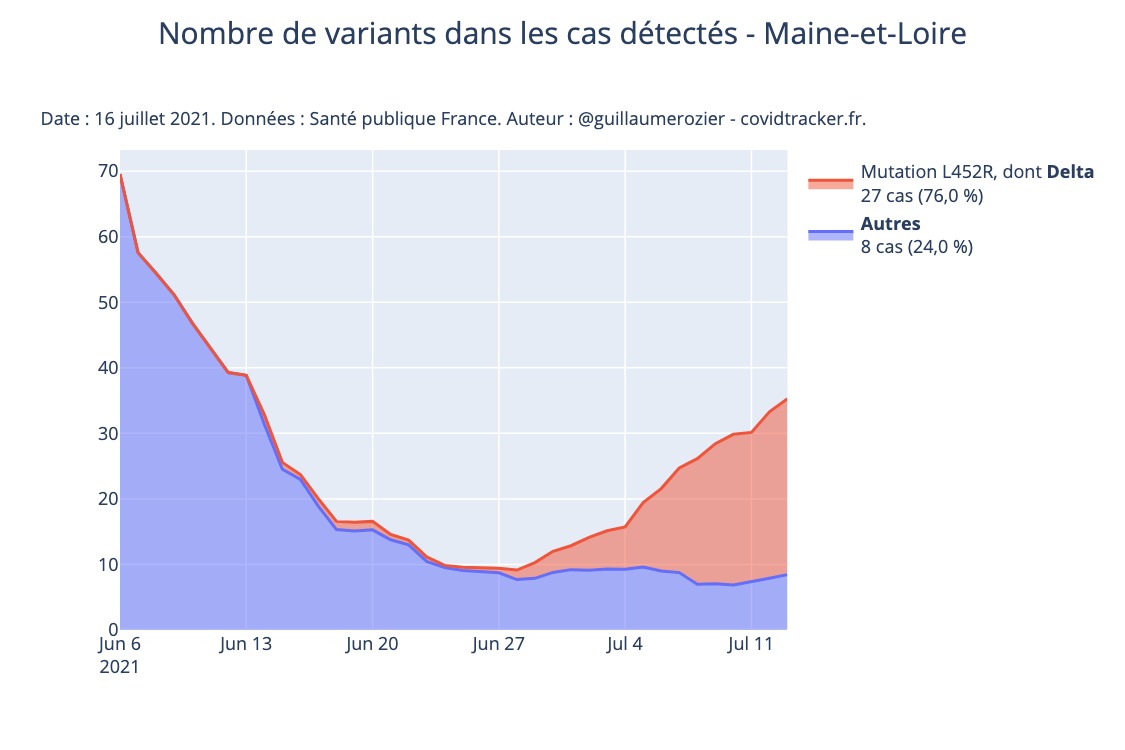 Nombre de variants dans les cas détectés - Maine-et-Loire
Date : 16 juillet 2021. Données : Santé publique France. Auteur : @guillaumerozier - covidtracker.fr.
70
60
50
40
30
20
10
0
Jun 6
2021
Jun 13
Jun 20
Jun 27
Jul 4
Jul 11
Mutation L452R, dont Delta
27 cas (76,0 %)
Autres
8 cas (24,0 %)